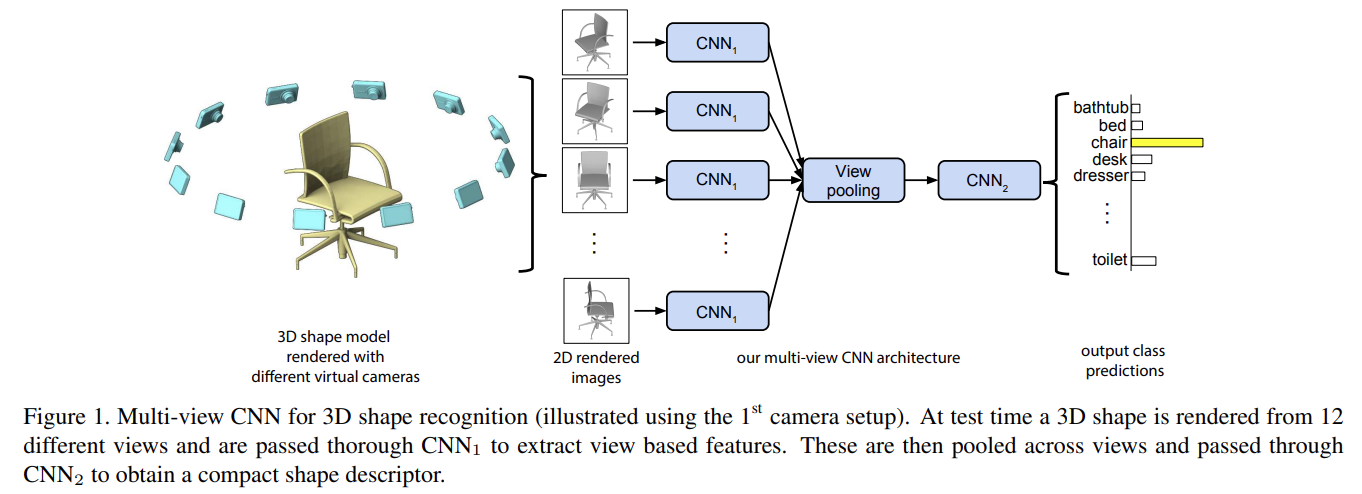 CNN₁
CNN₁
CNN₁
CNN₁
View
pooling
CNN₂
bathtub
bed
chair
desk
dresser
toilet
3D shape model
rendered with
different virtual cameras
2D rendered
images
our multi-view CNN architecture
output class
predictions
Figure 1. Multi-view CNN for 3D shape recognition (illustrated using the 1st camera setup). At test time a 3D shape is rendered from 12
different views and are passed thorough CNN₁ to extract view based features. These are then pooled across views and passed through
CNN₂ to obtain a compact shape descriptor.